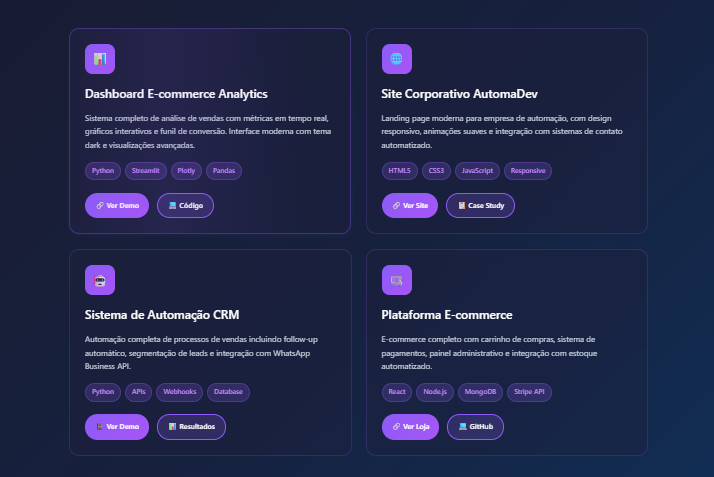 Dashboard E-commerce Analytics
Sistema completo de análise de vendas com métricas em tempo real,
gráficos interativos e funil de conversão. Interface moderna com tema
dark e visualizações avançadas.
Python Streamlit Plotly Pandas
Ver Demo Código
Site Corporativo AutomaDev
Landing page moderna para empresa de automação, com design
responsivo, animações suaves e integração com sistemas de contato
automatizado.
HTML5 CSS3 JavaScript Responsive
Ver Site Case Study
Sistema de Automação CRM
Automação completa de processos de vendas incluindo follow-up
automático, segmentação de leads e integração com WhatsApp
Business API.
Python APIs Webhooks Database
Ver Demo Resultados
Plataforma E-commerce
E-commerce completo com carrinho de compras, sistema de
pagamentos, painel administrativo e integração com estoque
automatizado.
React Node.js MongoDB Stripe API
Ver Loja GitHub